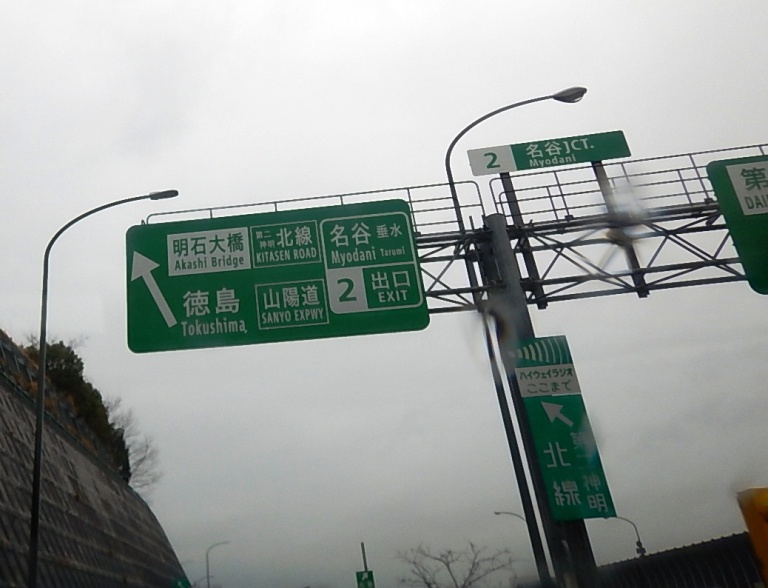 2 名谷JCT.
Myodani
明石大橋
Akashi Bridge
第二神明 北線
KITASEN ROAD
名谷 垂水
Myodani Tarumi
徳島
Tokushima,
山陽道
SANYO EXPWY
2 出口
EXIT
第
DAI
ハイウェイラジオ
ここまで
第二神明
北線